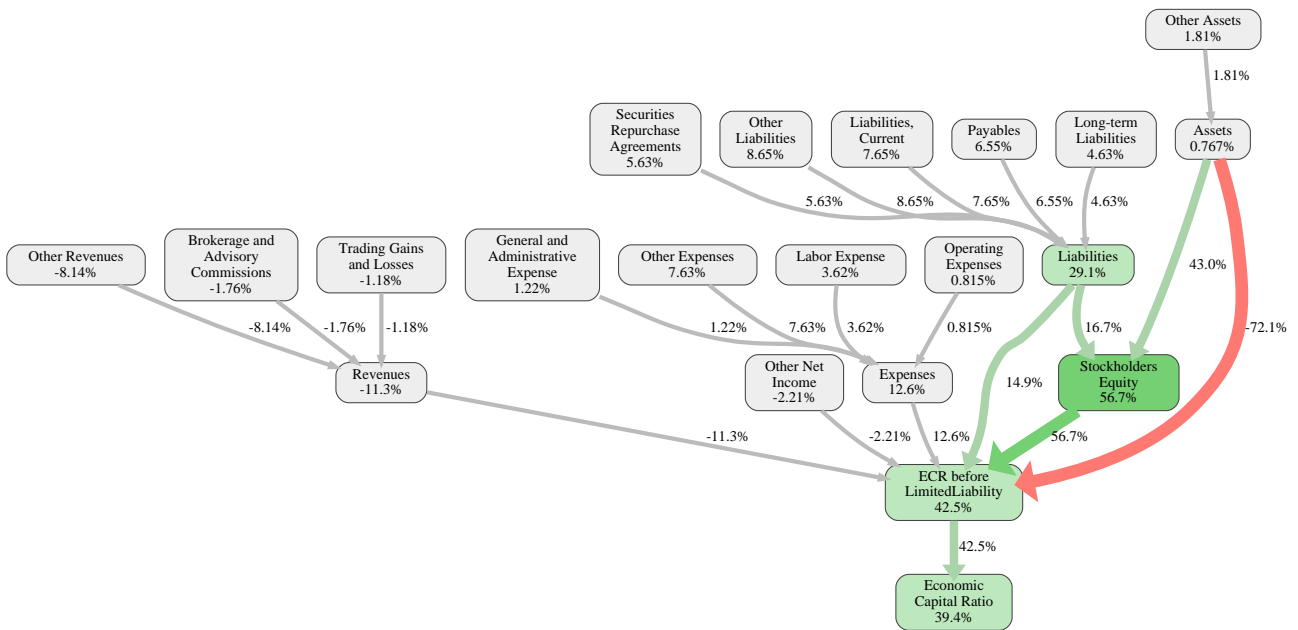 Other Assets
1.81%
1.81%
Securities
Repurchase
Agreements
5.63%
Other
Liabilities
8.65%
Liabilities,
Current
7.65%
Payables
6.55%
Long-term
Liabilities
4.63%
Assets
0.767%
5.63%
8.65%
7.65%
6.55%
4.63%
Other Revenues
-8.14%
Brokerage and
Advisory
Commissions
-1.76%
Trading Gains
and Losses
-1.18%
General and
Administrative
Expense
1.22%
Other Expenses
7.63%
Labor Expense
3.62%
Operating
Expenses
0.815%
Liabilities
29.1%
43.0%
-8.14%
-1.76%
-1.18%
1.22%
7.63%
3.62%
0.815%
16.7%
-72.1%
Revenues
-11.3%
Other Net
Income
-2.21%
Expenses
12.6%
14.9%
Stockholders
Equity
56.7%
-11.3%
-2.21%
12.6%
56.7%
ECR before
LimitedLiability
42.5%
42.5%
Economic
Capital Ratio
39.4%